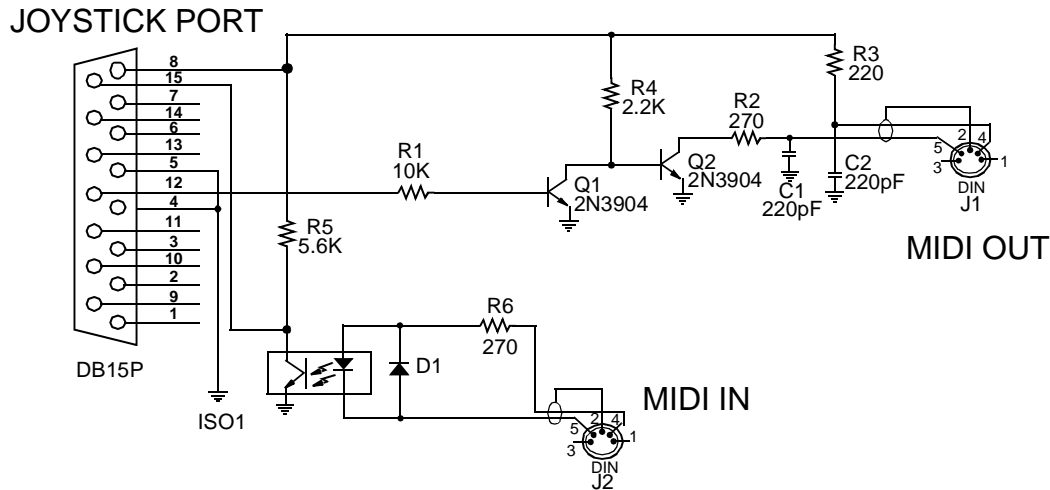 JOYSTICK PORT
8
15
7
14
6
13
5
12
4
11
3
10
2
9
1
DB15P
ISO1
R1
10K
R5
5.6K
Q1
2N3904
R4
2.2K
Q2
2N3904
R2
270
C1
220pF
R3
220
C2
220pF
2
4
5
3
1
DIN
J1
MIDI OUT
R6
270
D1
MIDI IN
2
4
5
3
1
DIN
J2